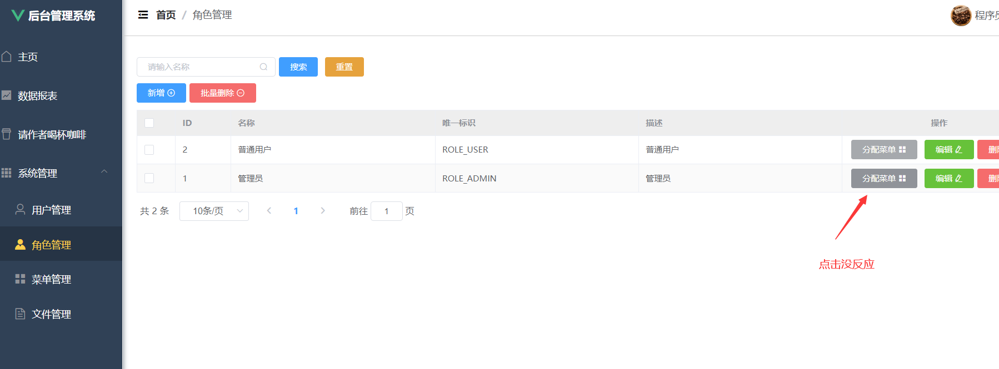 后台管理系统
首页 / 角色管理
程序员
主页
数据报表
请作者喝杯咖啡
系统管理
用户管理
角色管理
菜单管理
文件管理
请输入名称 搜索 重置
新增 批量删除
ID 名称 唯一标识 描述 操作
2 普通用户 ROLE_USER 普通用户 分配菜单 编辑 删除
1 管理员 ROLE_ADMIN 管理员 分配菜单 编辑 删除
共 2 条 10条/页 1 前往 1 页
点击没反应